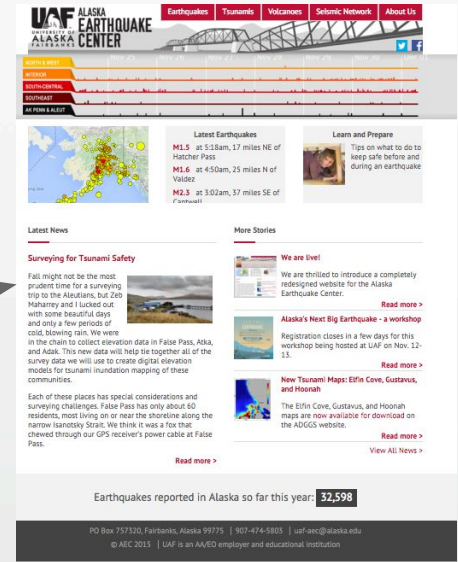 UAF
UNIVERSITY OF
ALASKA
FAIRBANKS
ALASKA
EARTHQUAKE
CENTER
Earthquakes
Tsunamis
Volcanoes
Seismic Network
About Us
NORTH & WEST
INTERIOR
SOUTH-CENTRAL
SOUTHEAST
AK PENN & ALEUT
Latest Earthquakes
M1.5 at 5:18am, 17 miles NE of
Hatcher Pass
M1.6 at 4:50am, 25 miles N of
Valdez
M2.3 at 3:02am, 37 miles SE of
Cantwell
Learn and Prepare
Tips on what to do to
keep safe before and
during an earthquake
Latest News
Surveying for Tsunami Safety
Fall might not be the most
prudent time for a surveying
trip to the Aleutians, but Zeb
Maharrey and I lucked out
with some beautiful days
and only a few periods of
cold, blowing rain. We were
in the chain to collect elevation data in False Pass, Atka,
and Adak. This new data will help tie together all of the
survey data we will use to create digital elevation
models for tsunami inundation mapping of these
communities.
Each of these places has special considerations and
surveying challenges. False Pass has only about 60
residents, most living on or near the shoreline along the
narrow Isanotsky Strait. We think it was a fox that
chewed through our GPS receiver's power cable at False
Pass.
Read more >
More Stories
We are live!
We are thrilled to introduce a completely
redesigned website for the Alaska
Earthquake Center.
Read more >
Alaska's Next Big Earthquake - a workshop
Registration closes in a few days for this
workshop being hosted at UAF on Nov. 12-
13.
Read more >
New Tsunami Maps: Elfin Cove, Gustavus,
and Hoonah
The Elfin Cove, Gustavus, and Hoonah
maps are now available for download on
the ADGGS website.
Read more >
View All News >
Earthquakes reported in Alaska so far this year: 32,598
PO Box 757320, Fairbanks, Alaska 99775 | 907-474-5803 | uaf-aec@alaska.edu
© AEC 2015 | UAF is an AA/EO employer and educational institution